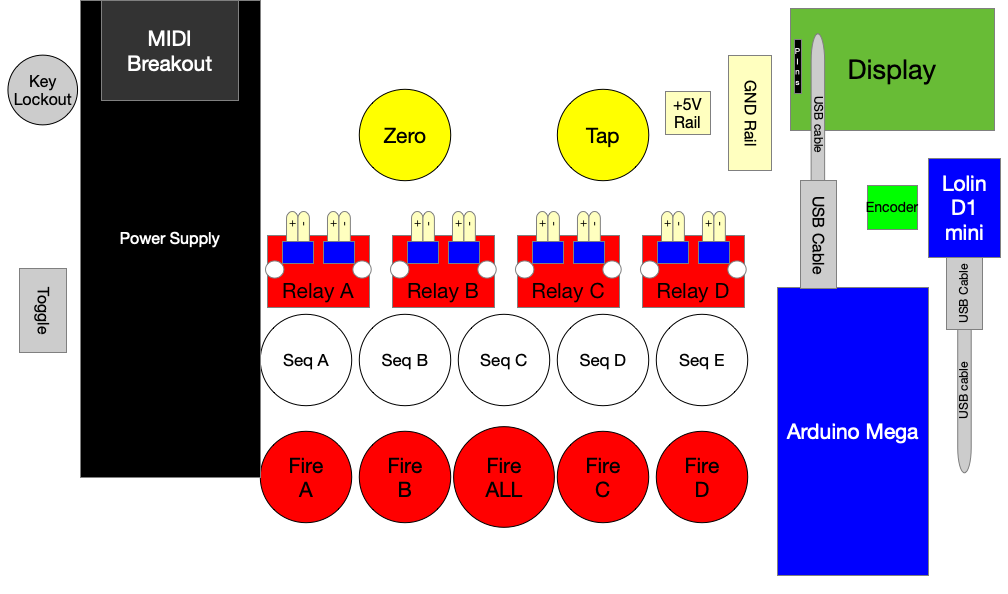 MIDI
Breakout
Key
Lockout
Power Supply
Toggle
Zero
Tap
+5V
Rail
GND Rail
Pins
Display
USB cable
USB Cable
Encoder
Lolin
D1
mini
USB Cable
USB cable
Arduino Mega
+ - + -
Relay A
+ - + -
Relay B
+ - + -
Relay C
+ - + -
Relay D
Seq A
Seq B
Seq C
Seq D
Seq E
Fire
A
Fire
B
Fire
ALL
Fire
C
Fire
D